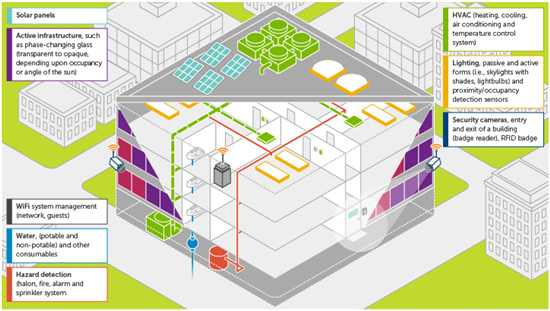 Solar panels
Active infrastructure, such
as phase-changing glass
(transparent to opaque,
depending upon occupancy
or angle of the sun)
WiFi system management
(network, guests)
Water, (potable and
non-potable) and other
consumables
Hazard detection
(halon, fire, alarm and
sprinkler system
HVAC (heating, cooling,
air conditioning and
temperature control
system)
Lighting, passive and active
forms (i.e., skylights with
shades, lightbulbs) and
proximity/occupancy
detection sensors
Security cameras, entry
and exit of a building
(badge reader), RFID badge